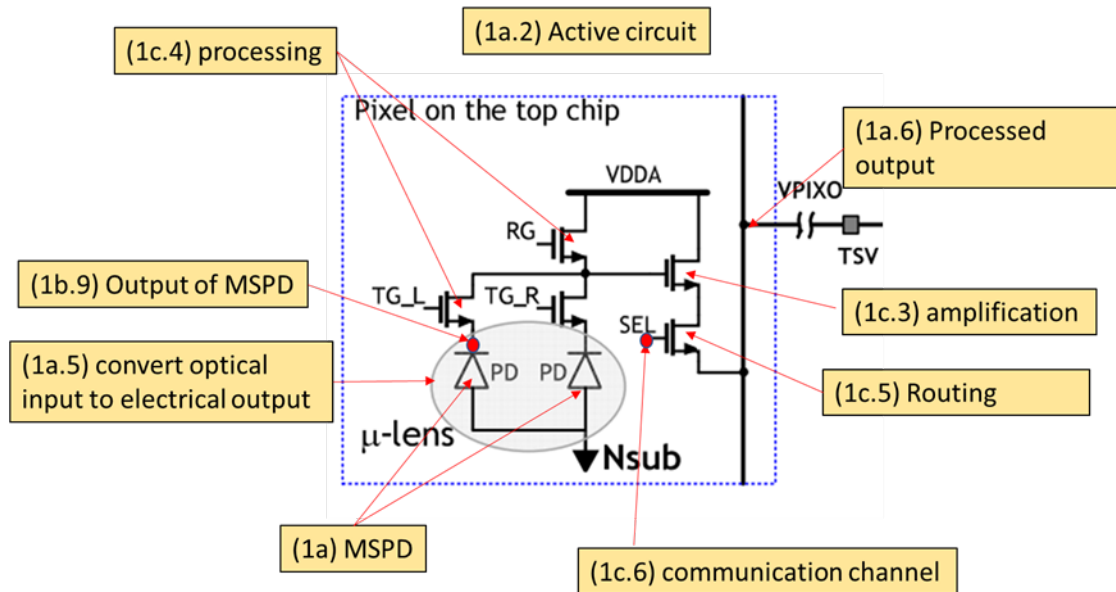 (1a.2) Active circuit
(1c.4) processing
Pixel on the top chip
(1a.6) Processed
output
VDDA
VPIXO
RG
TSV
(1b.9) Output of MSPD
TG_L
TG_R
SEL
(1c.3) amplification
(1a.5) convert optical
input to electrical output
PD
PD
(1c.5) Routing
μ-lens
Nsub
(1a) MSPD
(1c.6) communication channel